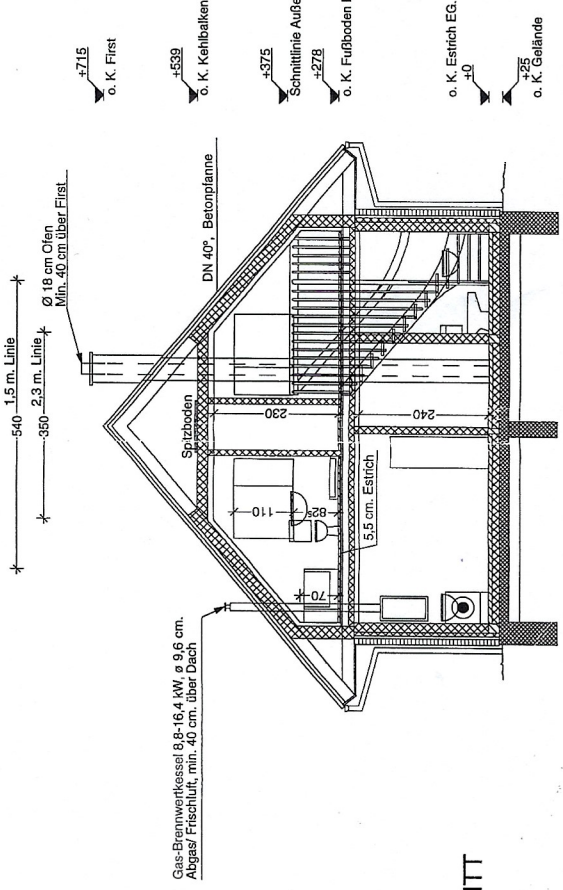 1,5 m. Linie
540
2,3 m. Linie
350
Ø 18 cm Ofen
Min. 40 cm über First
DN 40°, Betonpfanne
Spitzboden
230
110
82⁵
70
240
5,5 cm. Estrich
Gas-Brennwertkessel 8,8-16,4 kW, ø 9,6 cm.
Abgas/ Frischluft, min. 40 cm. über Dach
+715
o. K. First
+539
o. K. Kehlbalken
+375
Schnittlinie Auße
+278
o. K. Fußboden
o. K. Estrich EG.
+0
+25
o. K. Gelände
ITT